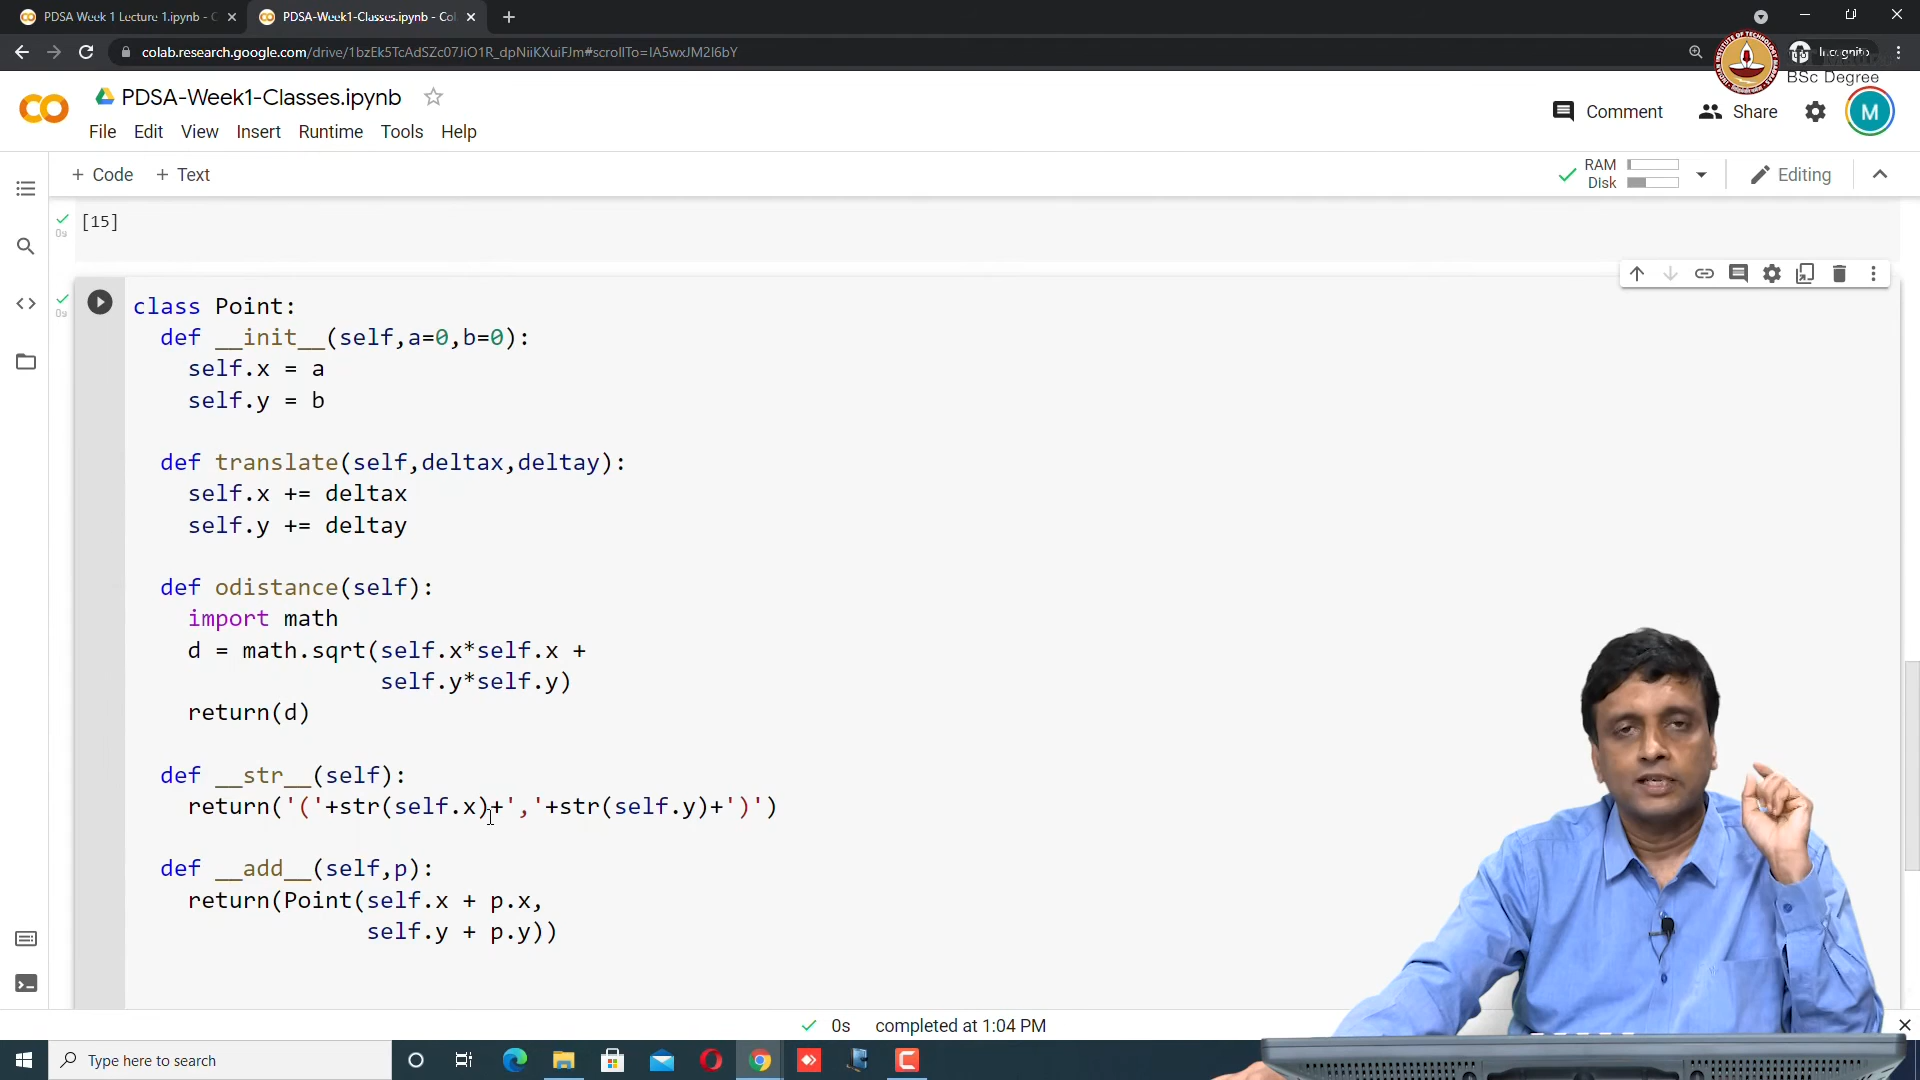 PDSA Week 1 Lecture 1.ipynb - C
PDSA-Week1-Classes.ipynb - Col
colab.research.google.com/drive/1bzEk5TcAdSZc07JiO1R_dpNiiKXuiFJm#scrollTo=IA5wxJM2I6bY
Incognito
BSc Degree
PDSA-Week1-Classes.ipynb
File Edit View Insert Runtime Tools Help
Comment
Share
M
+ Code + Text
RAM
Disk
Editing
[15]
0s
0s
class Point:
  def __init__(self,a=0,b=0):
    self.x = a
    self.y = b
  def translate(self,deltax,deltay):
    self.x += deltax
    self.y += deltay
  def odistance(self):
    import math
    d = math.sqrt(self.x*self.x +
                  self.y*self.y)
    return(d)
  def __str__(self):
    return('('+str(self.x)+','+str(self.y)+')')
  def __add__(self,p):
    return(Point(self.x + p.x,
                 self.y + p.y))
0s completed at 1:04 PM
Type here to search